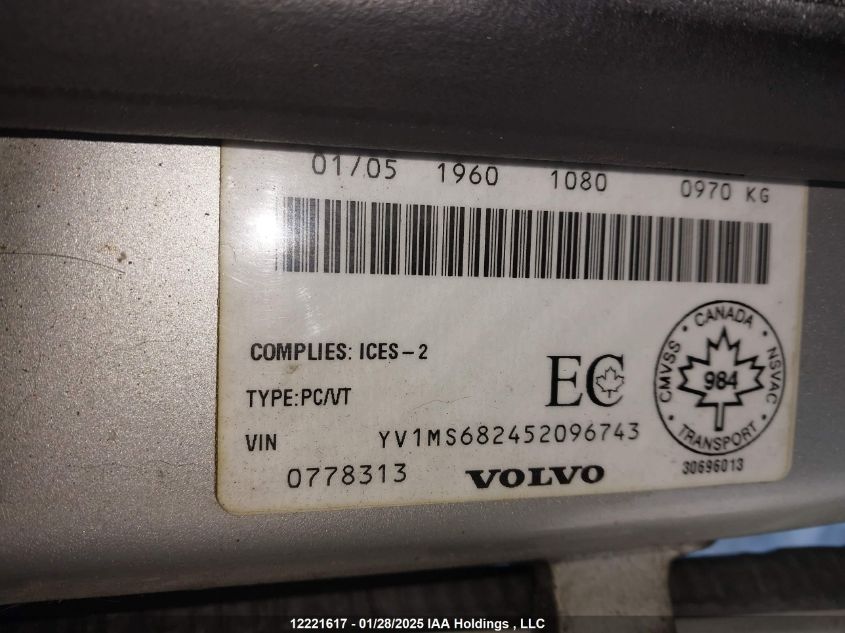 01/05 1960 1080 0970 KG
COMPLIES: ICES-2
TYPE:PC/VT
EC
CMVSS · CANADA · NSVAC · TRANSPORT ·
984
VIN YV1MS682452096743
0778313 VOLVO 30696013
12221617 - 01/28/2025 IAA Holdings , LLC